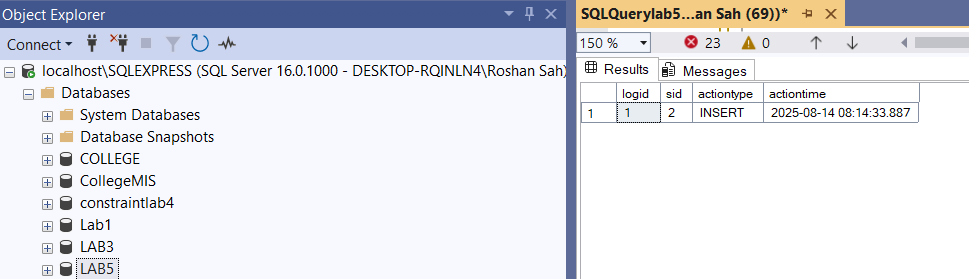 Object Explorer
Connect
localhost\SQLEXPRESS (SQL Server 16.0.1000 - DESKTOP-RQINLN4\Roshan Sah)
Databases
System Databases
Database Snapshots
COLLEGE
CollegeMIS
constraintlab4
Lab1
LAB3
LAB5
SQLQuerylab5...an Sah (69))*
150 % 23 0
Results Messages
logid sid actiontype actiontime
1 1 2 INSERT 2025-08-14 08:14:33.887